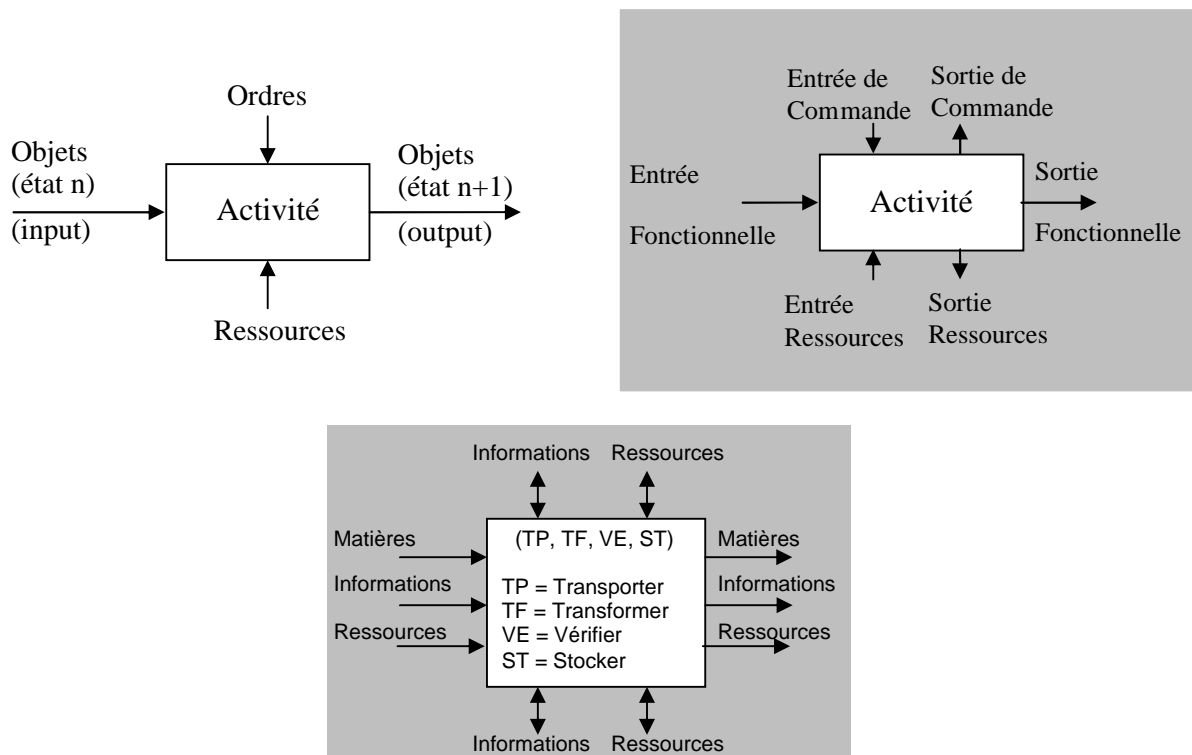 Ordres
Objets
(état n)
(input)
Activité
Objets
(état n+1)
(output)
Ressources
Entrée de
Commande
Sortie de
Commande
Entrée
Fonctionnelle
Activité
Sortie
Fonctionnelle
Entrée
Ressources
Sortie
Ressources
Informations Ressources
Matières
Informations
Ressources
(TP, TF, VE, ST)
TP = Transporter
TF = Transformer
VE = Vérifier
ST = Stocker
Matières
Informations
Ressources
Informations Ressources